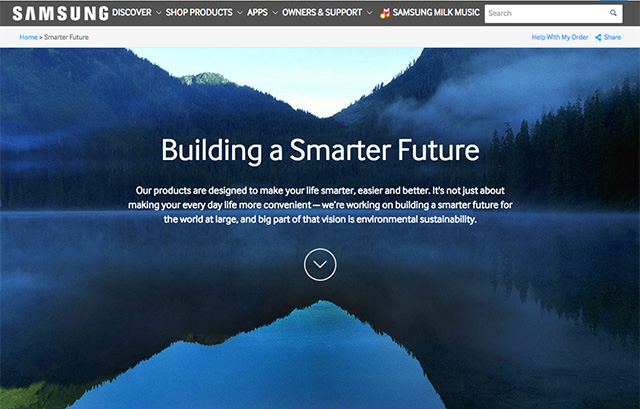 SAMSUNG DISCOVER SHOP PRODUCTS APPS OWNERS & SUPPORT SAMSUNG MILK MUSIC Search
Home > Smarter Future Help With My Order Share
Building a Smarter Future
Our products are designed to make your life smarter, easier and better. It's not just about
making your every day life more convenient — we're working on building a smarter future for
the world at large, and big part of that vision is environmental sustainability.